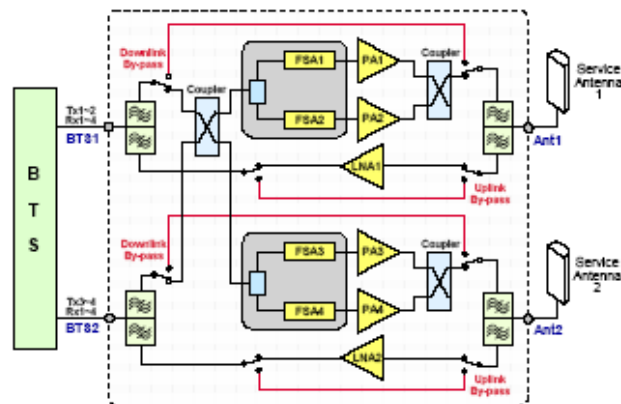 Downlink
By-pass
Coupler
FSA1
PA1
Coupler
Service
Antenna
1
Tx1~2
Rx1~4
BTS1
FSA2
PA2
Ant1
LNA1
Uplink
By-pass
B
T
S
Downlink
By-pass
FSA3
PA3
Coupler
Service
Antenna
2
Tx3~4
Rx1~4
BTS2
FSA4
PA4
Ant2
LNA2
Uplink
By-pass